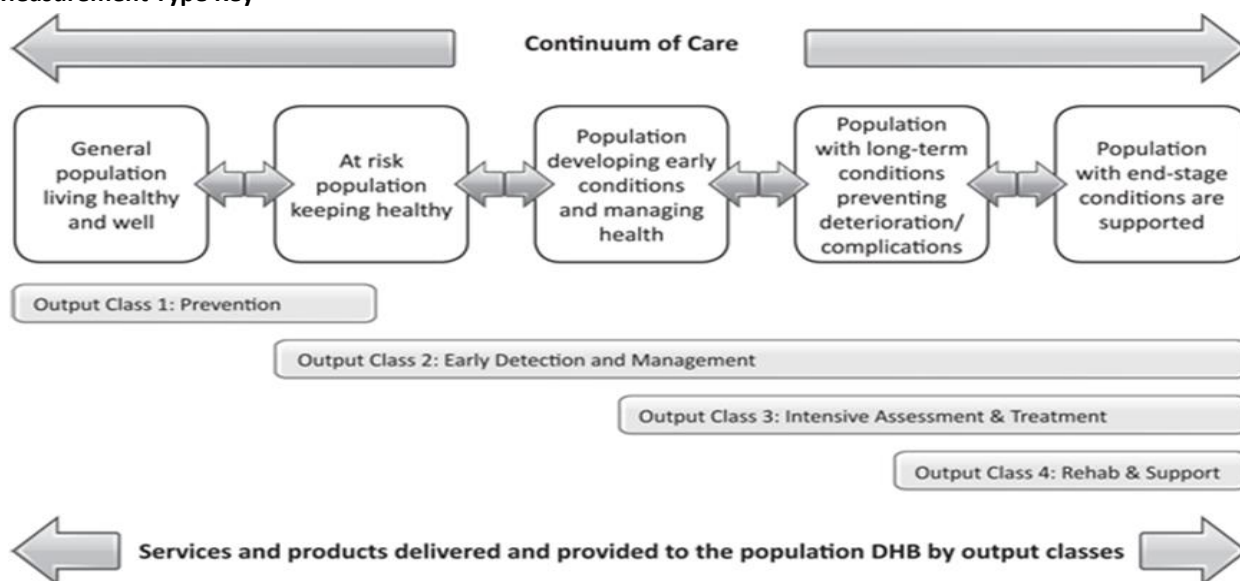 Measurement Type Key
Continuum of Care
General
population
living healthy
and well
At risk
population
keeping healthy
Population
developing early
conditions
and managing
health
Population
with long-term
conditions
preventing
deterioration/
complications
Population
with end-stage
conditions are
supported
Output Class 1: Prevention
Output Class 2: Early Detection and Management
Output Class 3: Intensive Assessment & Treatment
Output Class 4: Rehab & Support
Services and products delivered and provided to the population DHB by output classes